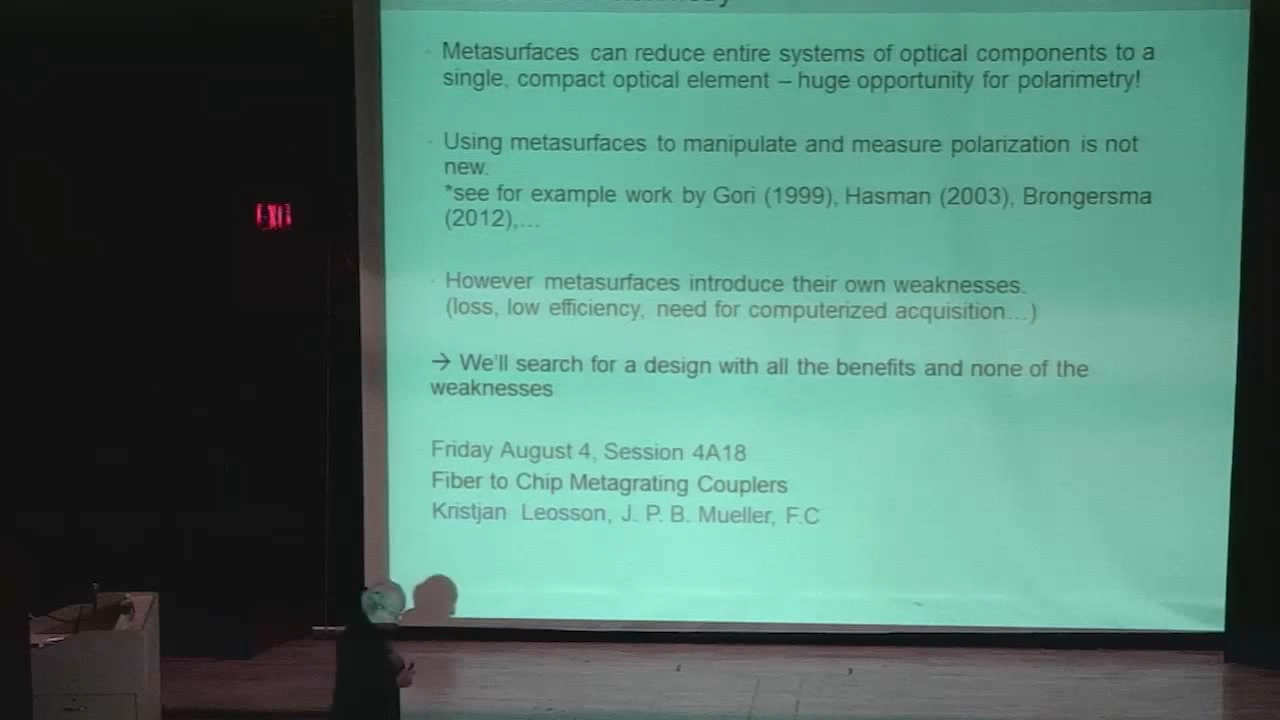 Metasurfaces can reduce entire systems of optical components to a
single, compact optical element – huge opportunity for polarimetry!
Using metasurfaces to manipulate and measure polarization is not
new.
*see for example work by Gori (1999), Hasman (2003), Brongersma
(2012),...
However metasurfaces introduce their own weaknesses.
(loss, low efficiency, need for computerized acquisition...)
→ We'll search for a design with all the benefits and none of the
weaknesses
Friday August 4, Session 4A18
Fiber to Chip Metagrating Couplers
Kristjan Leosson, J. P. B. Mueller, F.C